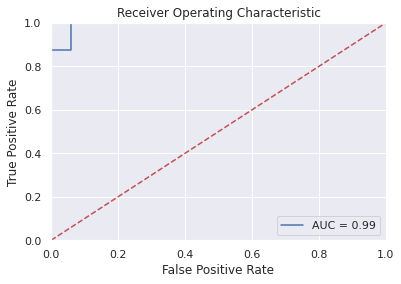 Receiver Operating Characteristic
True Positive Rate
1.0
0.8
0.6
0.4
0.2
0.0
AUC = 0.99
0.0 0.2 0.4 0.6 0.8 1.0
False Positive Rate